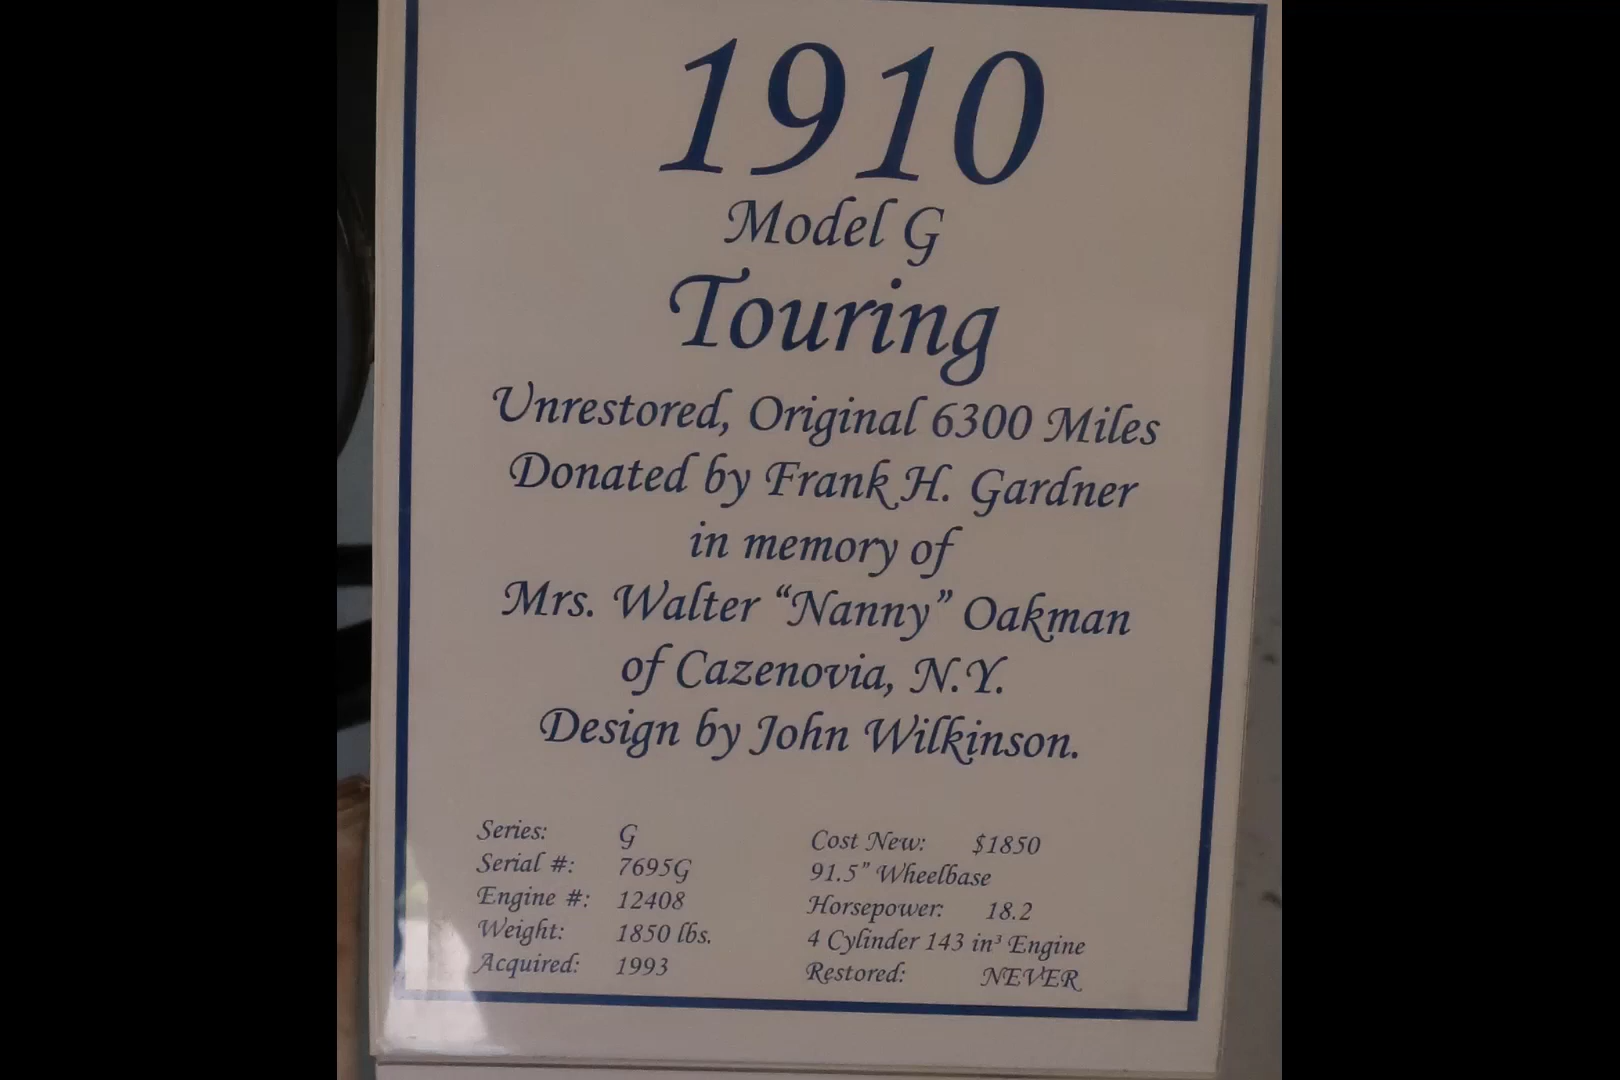 1910
Model G
Touring
Unrestored, Original 6300 Miles
Donated by Frank H. Gardner
in memory of
Mrs. Walter “Nanny” Oakman
of Cazenovia, N.Y.
Design by John Wilkinson.
Series: G
Serial #: 7695G
Engine #: 12408
Weight: 1850 lbs.
Acquired: 1993
Cost New: $1850
91.5” Wheelbase
Horsepower: 18.2
4 Cylinder 143 in³ Engine
Restored: NEVER